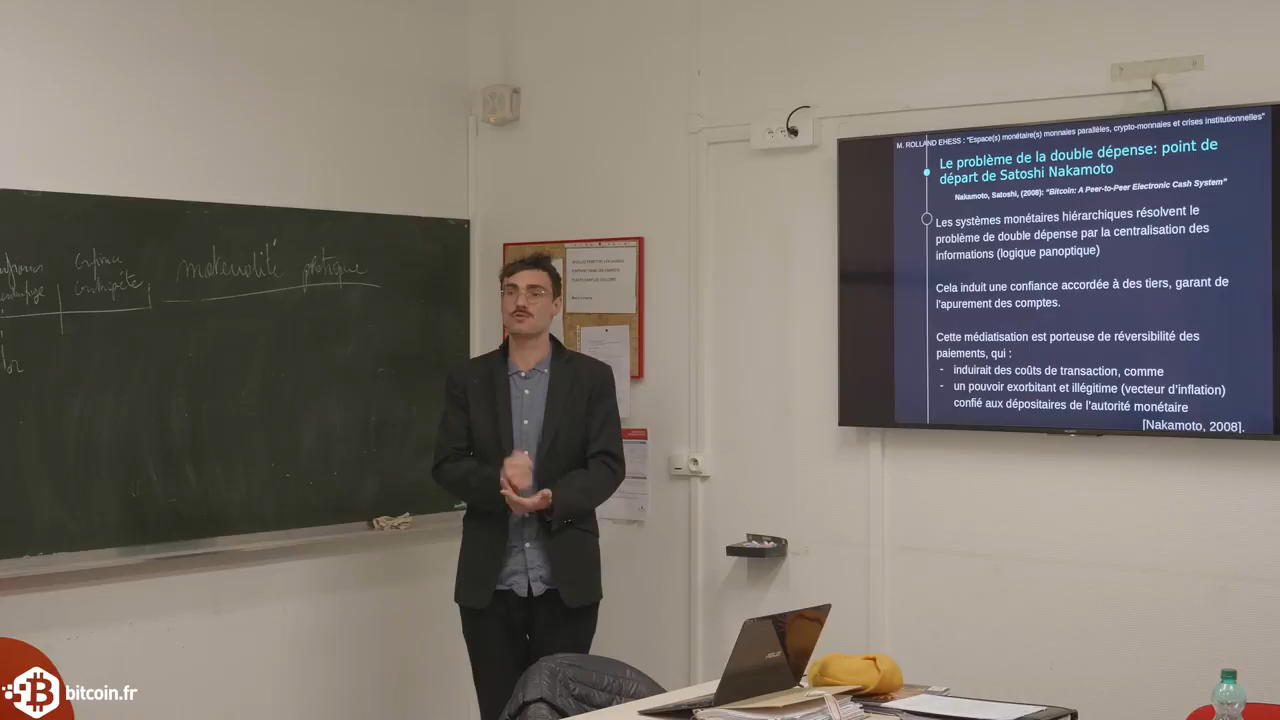 M. ROLLAND EHESS : "Espace(s) monétaire(s) monnaies parallèles, crypto-monnaies et crises institutionnelles"
Le problème de la double dépense: point de
départ de Satoshi Nakamoto
Nakamoto, Satoshi, (2008): "Bitcoin: A Peer-to-Peer Electronic Cash System"
Les systèmes monétaires hiérarchiques résolvent le
problème de double dépense par la centralisation des
informations (logique panoptique)
Cela induit une confiance accordée à des tiers, garant de
l'apurement des comptes.
Cette médiatisation est porteuse de réversibilité des
paiements, qui :
- induirait des coûts de transaction, comme
- un pouvoir exorbitant et illégitime (vecteur d'inflation)
confié aux dépositaires de l'autorité monétaire
[Nakamoto, 2008].
ASUS
bitcoin.fr